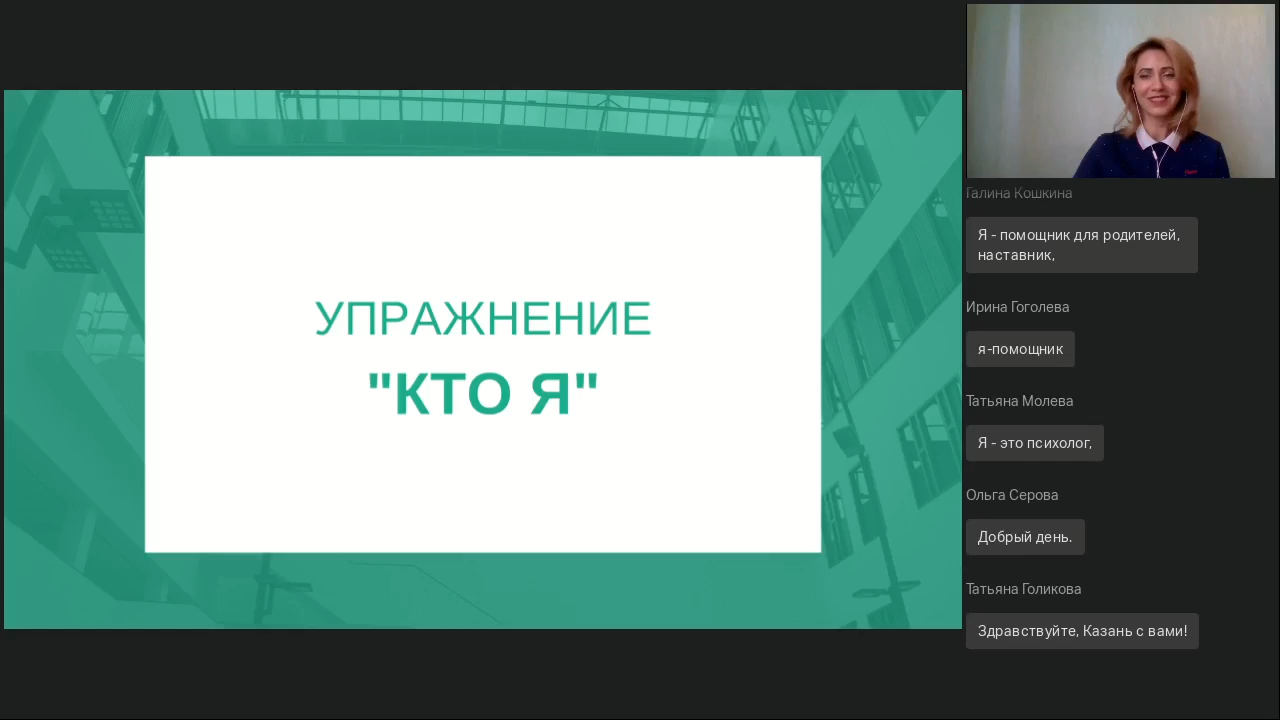 УПРАЖНЕНИЕ
"КТО Я"
Галина Кошкина
Я - помощник для родителей,
наставник,
Ирина Гоголева
я-помощник
Татьяна Молева
Я - это психолог,
Ольга Серова
Добрый день.
Татьяна Голикова
Здравствуйте, Казань с вами!